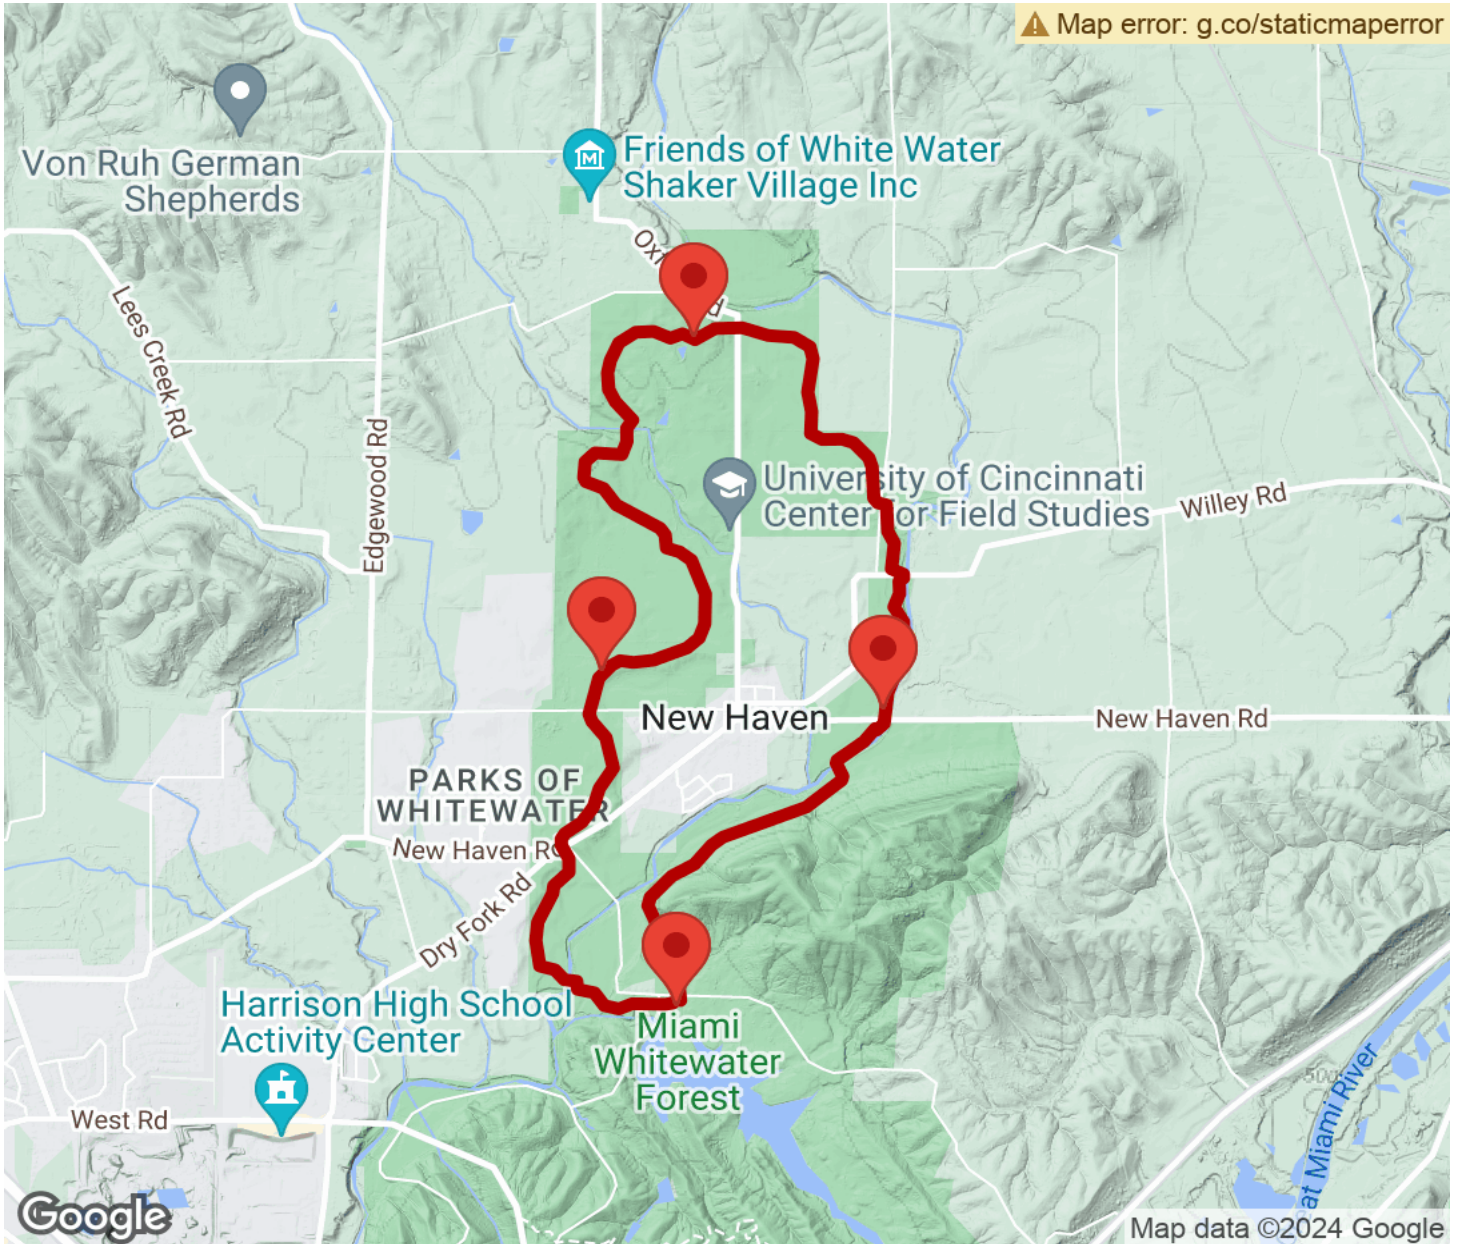 Map error: g.co/staticmaperror
Von Ruh German
Shepherds
Friends of White Water
Shaker Village Inc
Lees Creek Rd
Edgewood Rd
University of Cincinnati
Center for Field Studies
Willey Rd
New Haven
New Haven Rd
PARKS OF
WHITEWATER
New Haven Rd
Dry Fork Rd
Harrison High School
Activity Center
Miami
Whitewater
Forest
West Rd
500
at Miami River
Google
Map data ©2024 Google